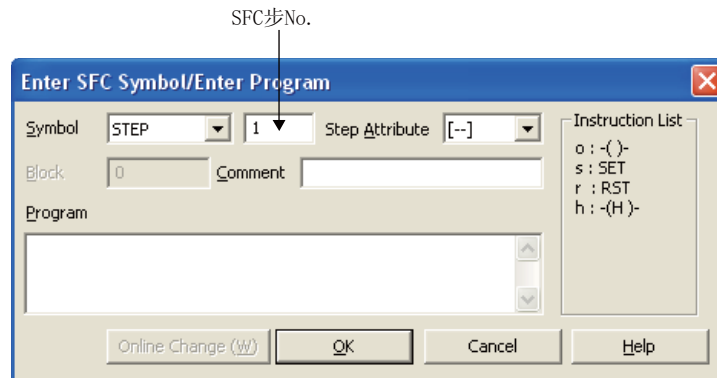 SFC步No.
Enter SFC Symbol/Enter Program
Symbol STEP 1 Step Attribute [--]
Block 0 Comment
Program
Instruction List
o : -( )-
s : SET
r : RST
h : -(H )-
Online Change (W) OK Cancel Help